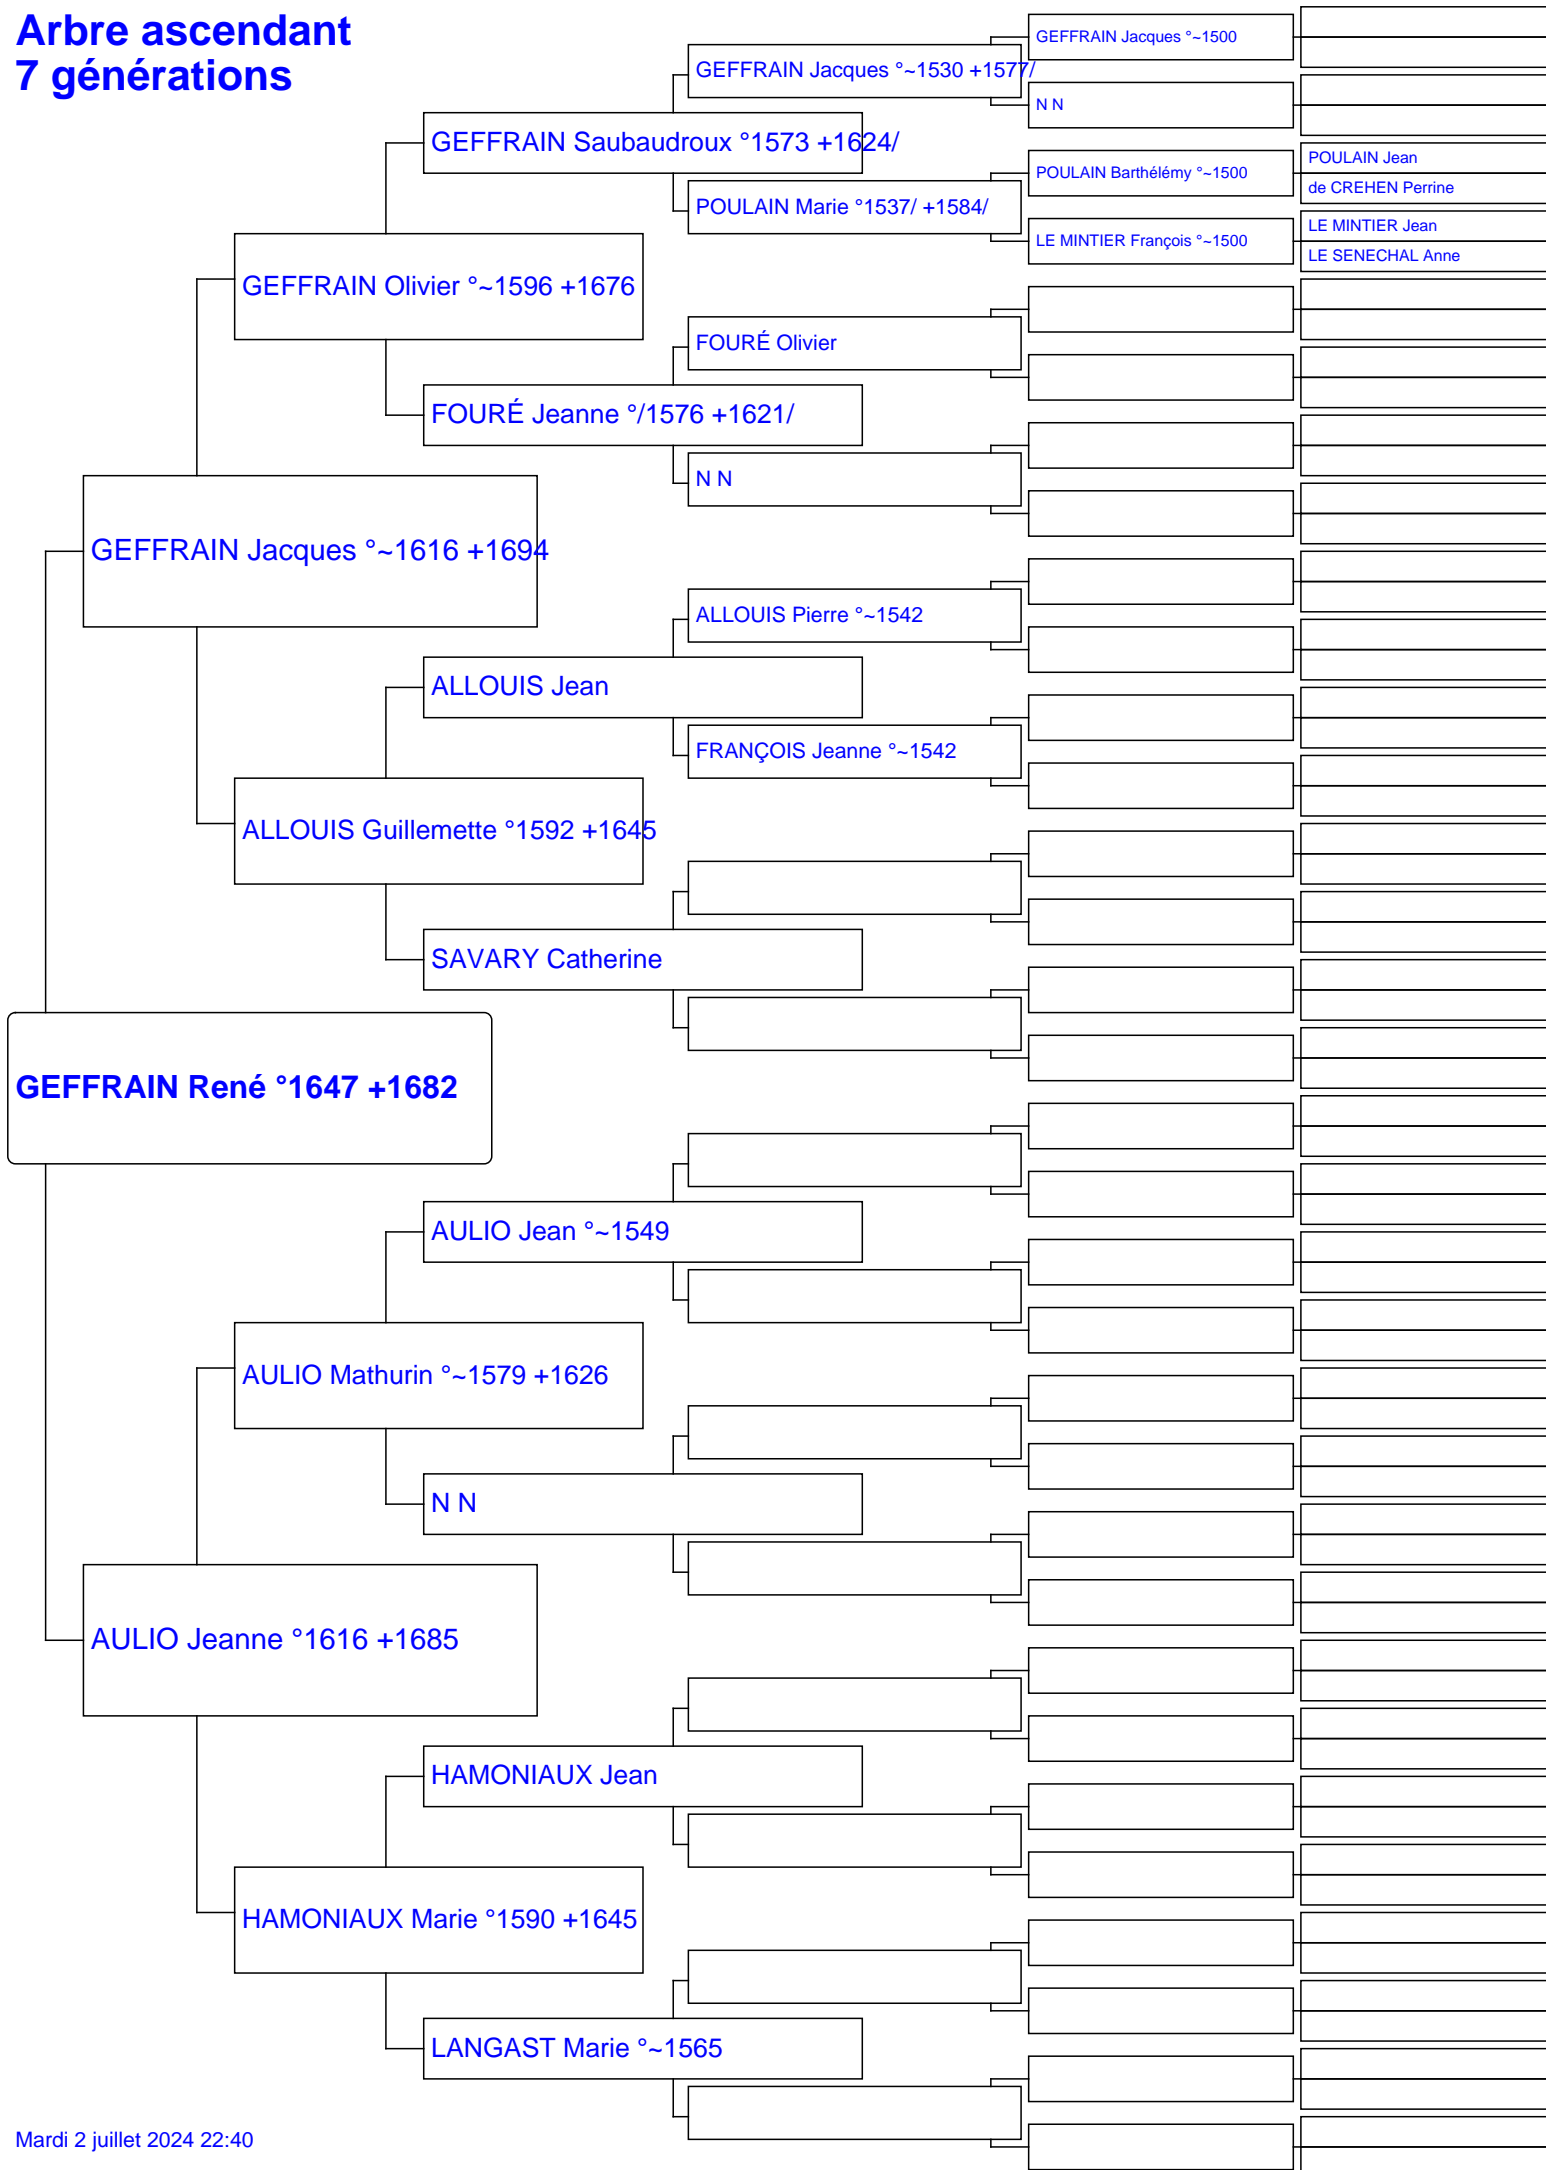 Arbre ascendant
7 générations
GEFFRAIN Jacques °~1500
GEFFRAIN Jacques °~1530 +1577/
N N
GEFFRAIN Saubaudroux °1573 +1624/
POULAIN Jean
POULAIN Barthélémy °~1500
de CREHEN Perrine
POULAIN Marie °1537/ +1584/
LE MINTIER Jean
LE MINTIER François °~1500
LE SENECHAL Anne
GEFFRAIN Olivier °~1596 +1676
FOURÉ Olivier
FOURÉ Jeanne °/1576 +1621/
N N
GEFFRAIN Jacques °~1616 +1694
ALLOUIS Pierre °~1542
ALLOUIS Jean
FRANÇOIS Jeanne °~1542
ALLOUIS Guillemette °1592 +1645
SAVARY Catherine
GEFFRAIN René °1647 +1682
AULIO Jean °~1549
AULIO Mathurin °~1579 +1626
N N
AULIO Jeanne °1616 +1685
HAMONIAUX Jean
HAMONIAUX Marie °1590 +1645
LANGAST Marie °~1565
Mardi 2 juillet 2024 22:40